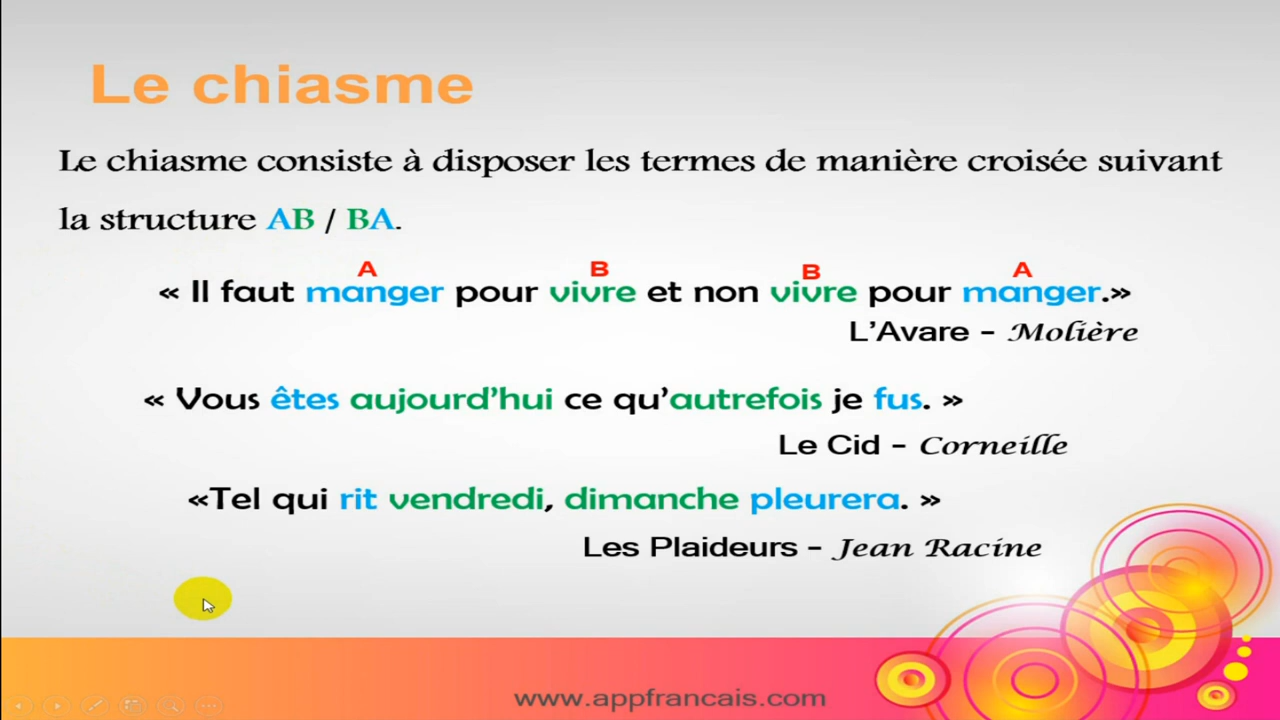 Le chiasme
Le chiasme consiste à disposer les termes de manière croisée suivant
la structure AB / BA.
A B B A
« Il faut manger pour vivre et non vivre pour manger.»
L’Avare – Molière
« Vous êtes aujourd’hui ce qu’autrefois je fus. »
Le Cid – Corneille
«Tel qui rit vendredi, dimanche pleurera. »
Les Plaideurs – Jean Racine
www.appfrancais.com